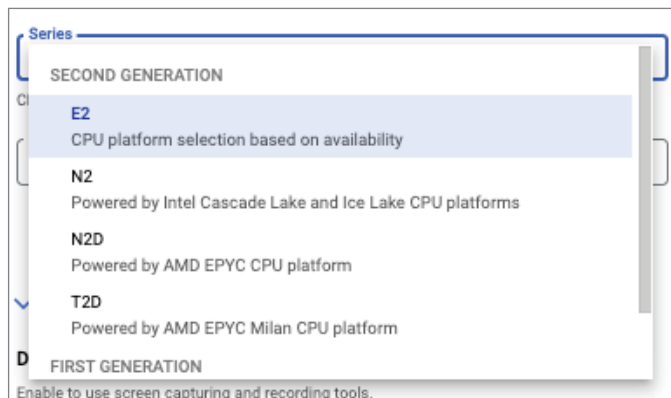 Series
SECOND GENERATION
E2
CPU platform selection based on availability
N2
Powered by Intel Cascade Lake and Ice Lake CPU platforms
N2D
Powered by AMD EPYC CPU platform
T2D
Powered by AMD EPYC Milan CPU platform
FIRST GENERATION
Enable to use screen capturing and recording tools.